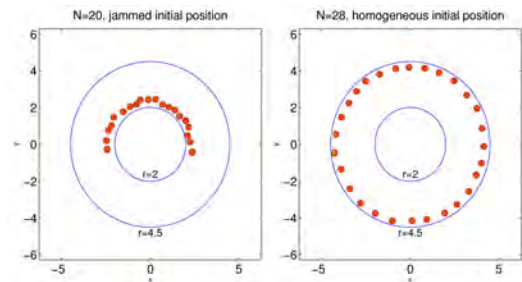 N=20, jammed initial position
6
4
2
0
−2
−4
−6
−5
0
5
x
y
r=2
r=4.5
N=28, homogeneous initial position
6
4
2
0
−2
−4
−6
−5
0
5
x
y
r=2
r=4.5